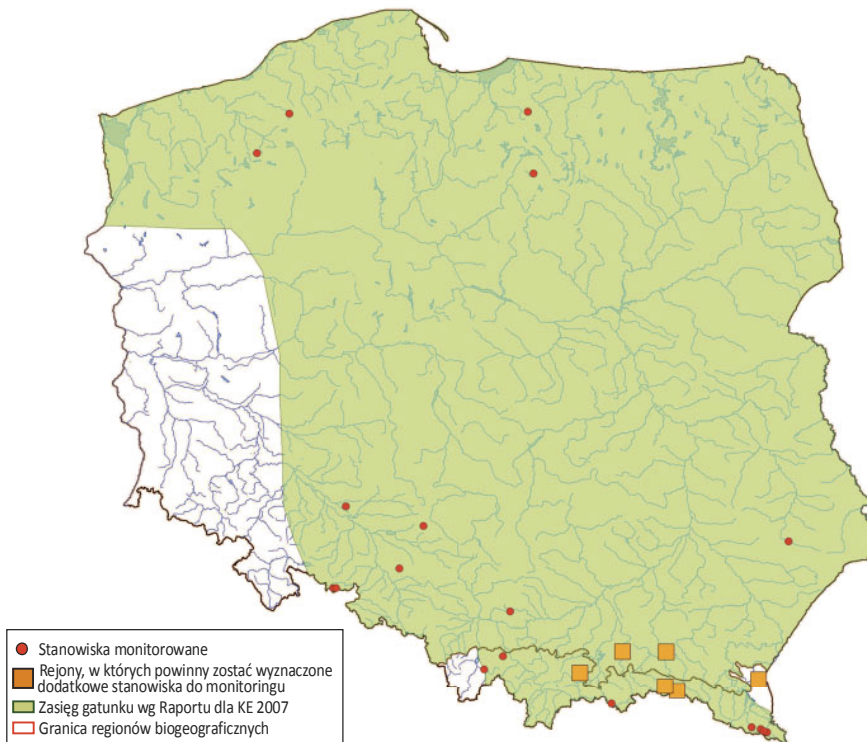 Stanowiska monitorowane
Rejony, w których powinny zostać wyznaczone
dodatkowe stanowiska do monitoringu
Zasięg gatunku wg Raportu dla KE 2007
Granica regionów biogeograficznych